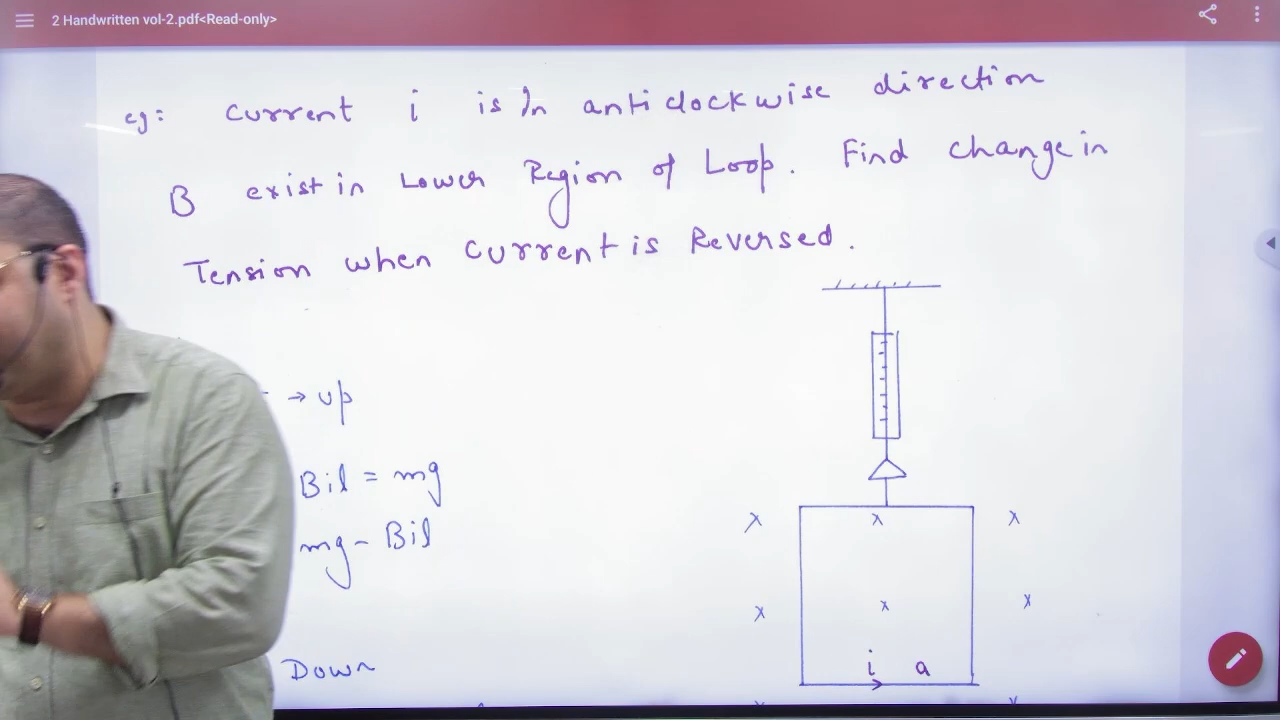 2 Handwritten vol-2.pdf<Read-only>
eg: Current i is In anticlockwise direction
B exist in Lower Region of Loop. Find change in
Tension when current is Reversed.
→ up
Bil = mg
mg - Bil
Down
x x x
x x x
i a